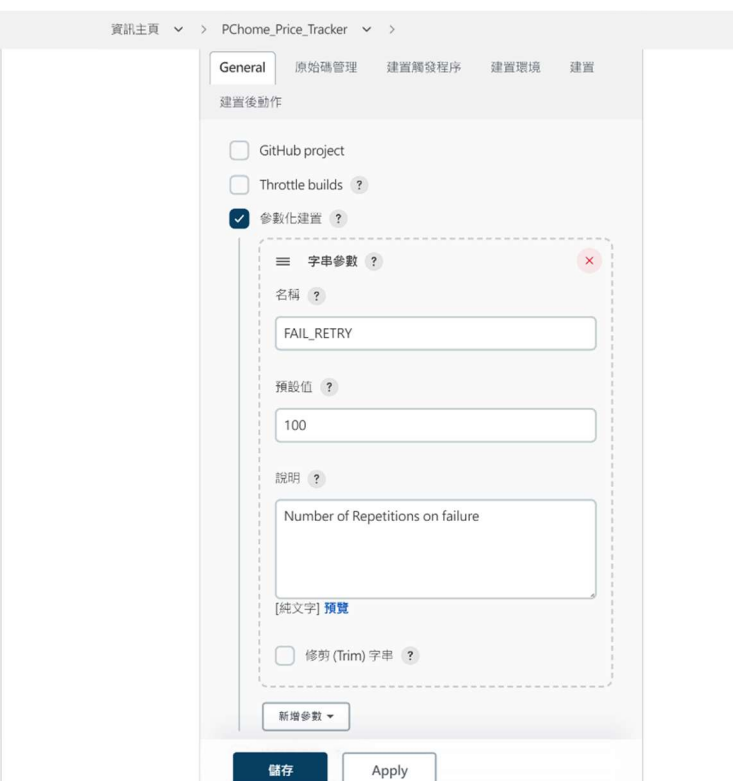 資訊主頁
PChome_Price_Tracker
General 原始碼管理 建置觸發程序 建置環境 建置
建置後動作
GitHub project
Throttle builds ?
參數化建置 ?
字串參數 ?
名稱 ?
FAIL_RETRY
預設值 ?
100
說明 ?
Number of Repetitions on failure
[純文字] 預覽
修剪 (Trim) 字串 ?
新增參數
儲存 Apply